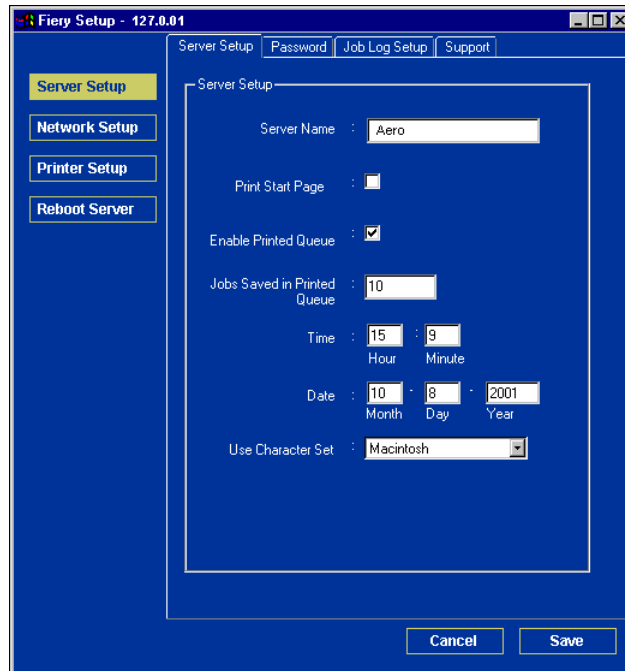 Fiery Setup - 127.0.01
Server Setup Password Job Log Setup Support
Server Setup
Network Setup
Printer Setup
Reboot Server
Server Setup
Server Name : Aero
Print Start Page :
Enable Printed Queue :
Jobs Saved in Printed : 10
Queue
Time : 15 : 9
Hour Minute
Date : 10 - 8 - 2001
Month Day Year
Use Character Set : Macintosh
Cancel Save